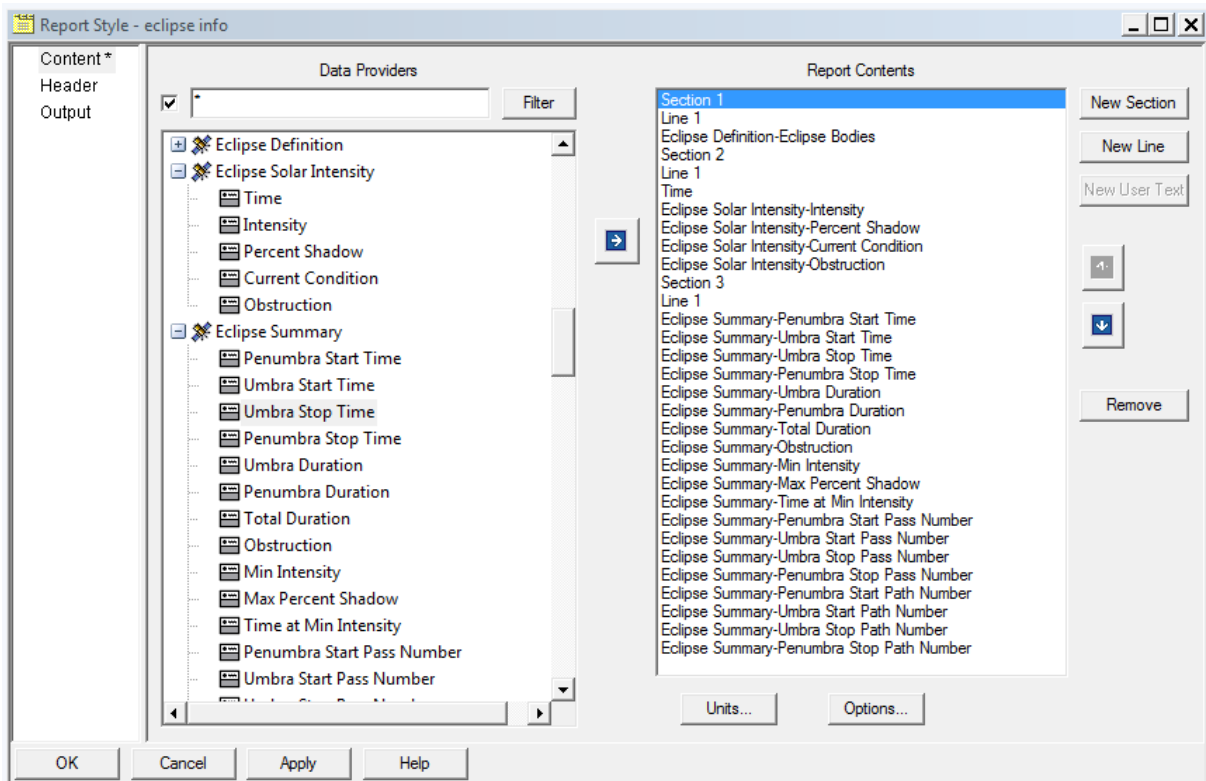 Report Style - eclipse info
Content *
Header
Output
Data Providers
*
Filter
Eclipse Definition
Eclipse Solar Intensity
Time
Intensity
Percent Shadow
Current Condition
Obstruction
Eclipse Summary
Penumbra Start Time
Umbra Start Time
Umbra Stop Time
Penumbra Stop Time
Umbra Duration
Penumbra Duration
Total Duration
Obstruction
Min Intensity
Max Percent Shadow
Time at Min Intensity
Penumbra Start Pass Number
Umbra Start Pass Number
Report Contents
Section 1
Line 1
Eclipse Definition-Eclipse Bodies
Section 2
Line 1
Time
Eclipse Solar Intensity-Intensity
Eclipse Solar Intensity-Percent Shadow
Eclipse Solar Intensity-Current Condition
Eclipse Solar Intensity-Obstruction
Section 3
Line 1
Eclipse Summary-Penumbra Start Time
Eclipse Summary-Umbra Start Time
Eclipse Summary-Umbra Stop Time
Eclipse Summary-Penumbra Stop Time
Eclipse Summary-Umbra Duration
Eclipse Summary-Penumbra Duration
Eclipse Summary-Total Duration
Eclipse Summary-Obstruction
Eclipse Summary-Min Intensity
Eclipse Summary-Max Percent Shadow
Eclipse Summary-Time at Min Intensity
Eclipse Summary-Penumbra Start Pass Number
Eclipse Summary-Umbra Start Pass Number
Eclipse Summary-Umbra Stop Pass Number
Eclipse Summary-Penumbra Stop Pass Number
Eclipse Summary-Penumbra Start Path Number
Eclipse Summary-Umbra Start Path Number
Eclipse Summary-Umbra Stop Path Number
Eclipse Summary-Penumbra Stop Path Number
New Section
New Line
New User Text
Remove
Units...
Options...
OK
Cancel
Apply
Help